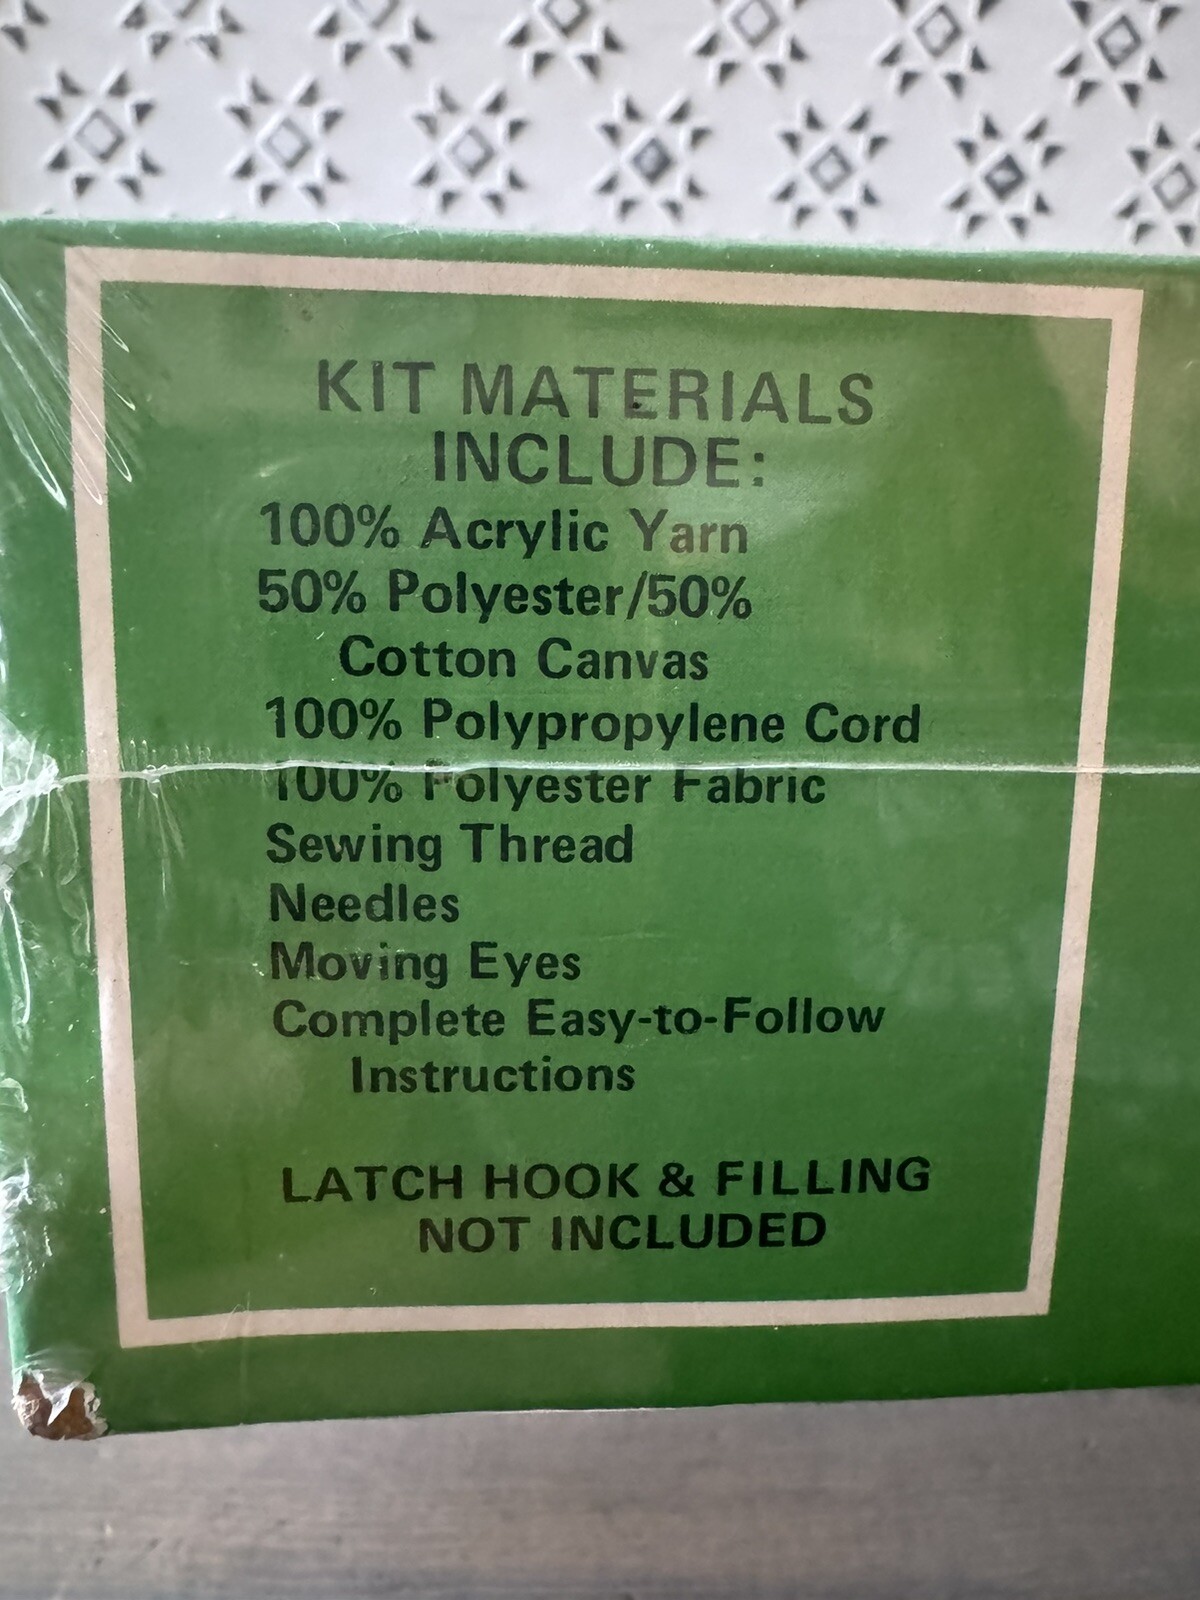 KIT MATERIALS
INCLUDE:
100% Acrylic Yarn
50% Polyester/50%
Cotton Canvas
100% Polypropylene Cord
100% Polyester Fabric
Sewing Thread
Needles
Moving Eyes
Complete Easy-to-Follow
Instructions
LATCH HOOK & FILLING
NOT INCLUDED